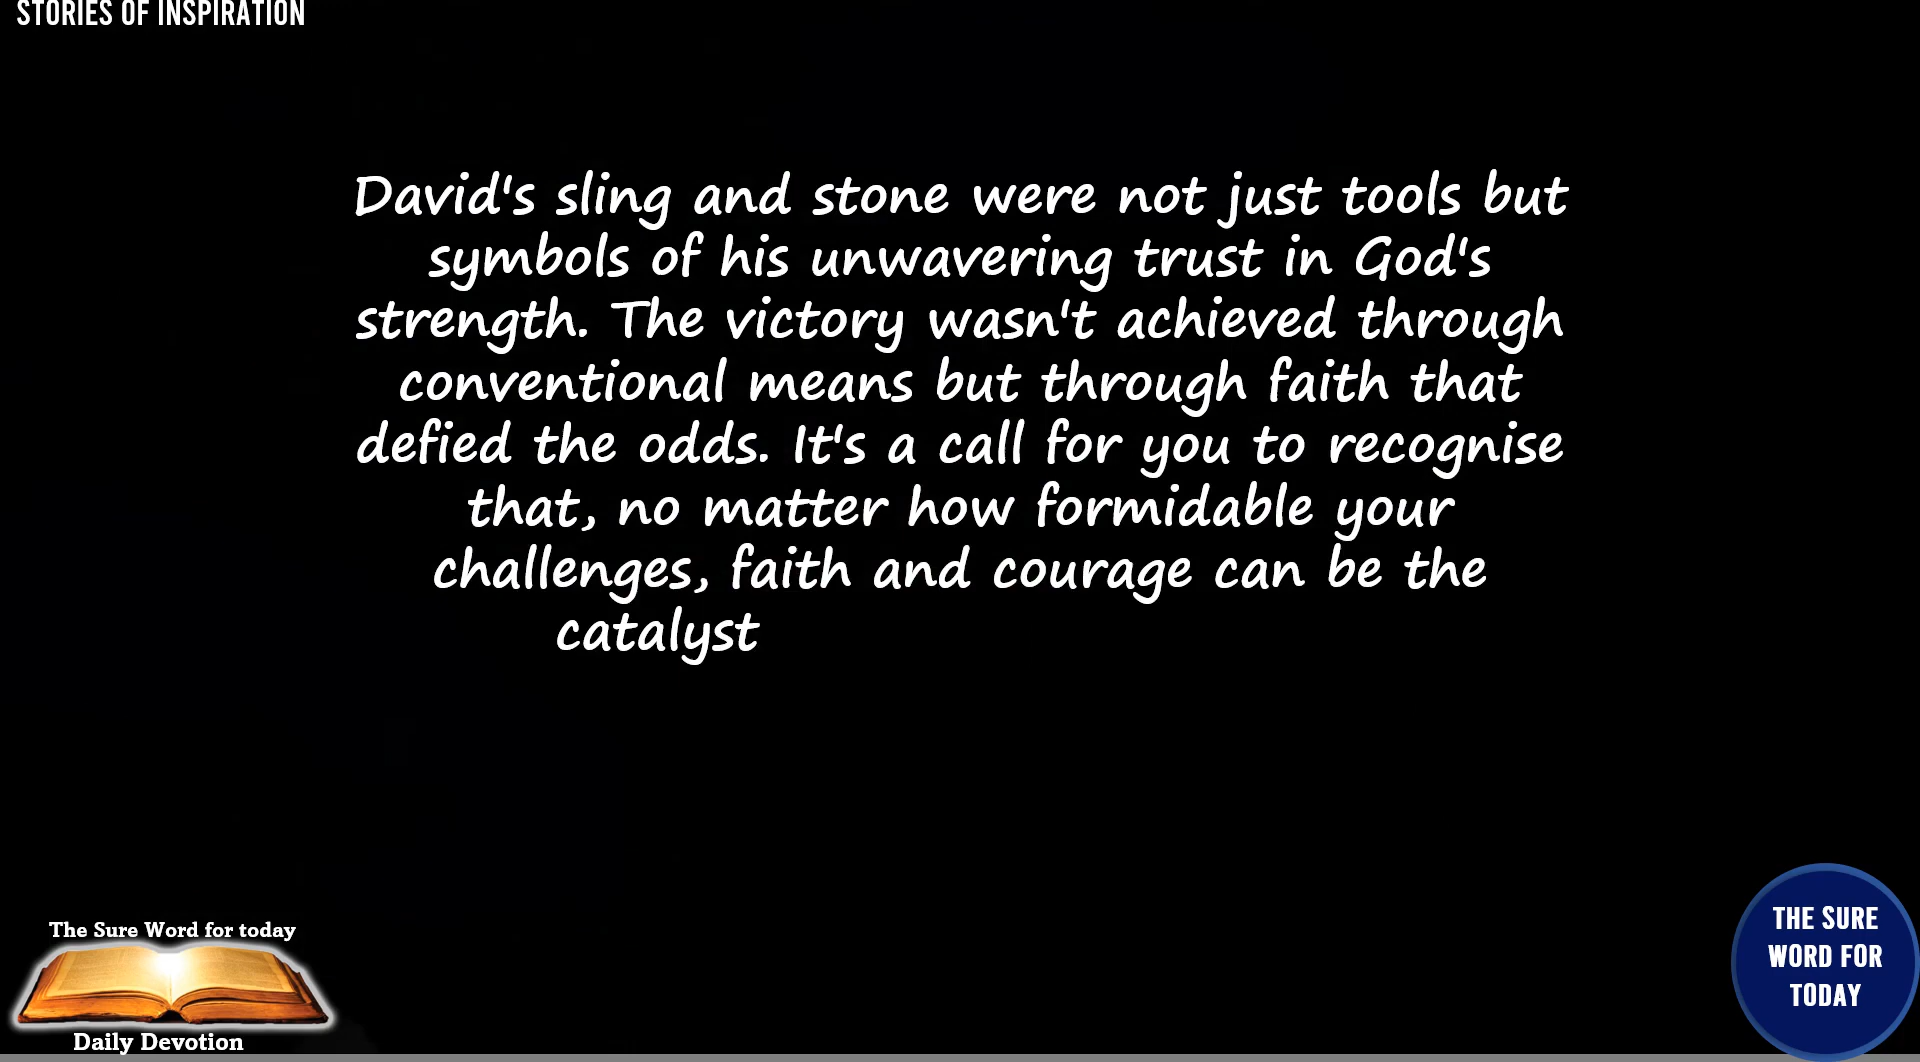 STORIES OF INSPIRATION
David's sling and stone were not just tools but
symbols of his unwavering trust in God's
strength. The victory wasn't achieved through
conventional means but through faith that
defied the odds. It's a call for you to recognise
that, no matter how formidable your
challenges, faith and courage can be the
catalyst
The Sure Word for today
Daily Devotion
THE SURE
WORD FOR
TODAY